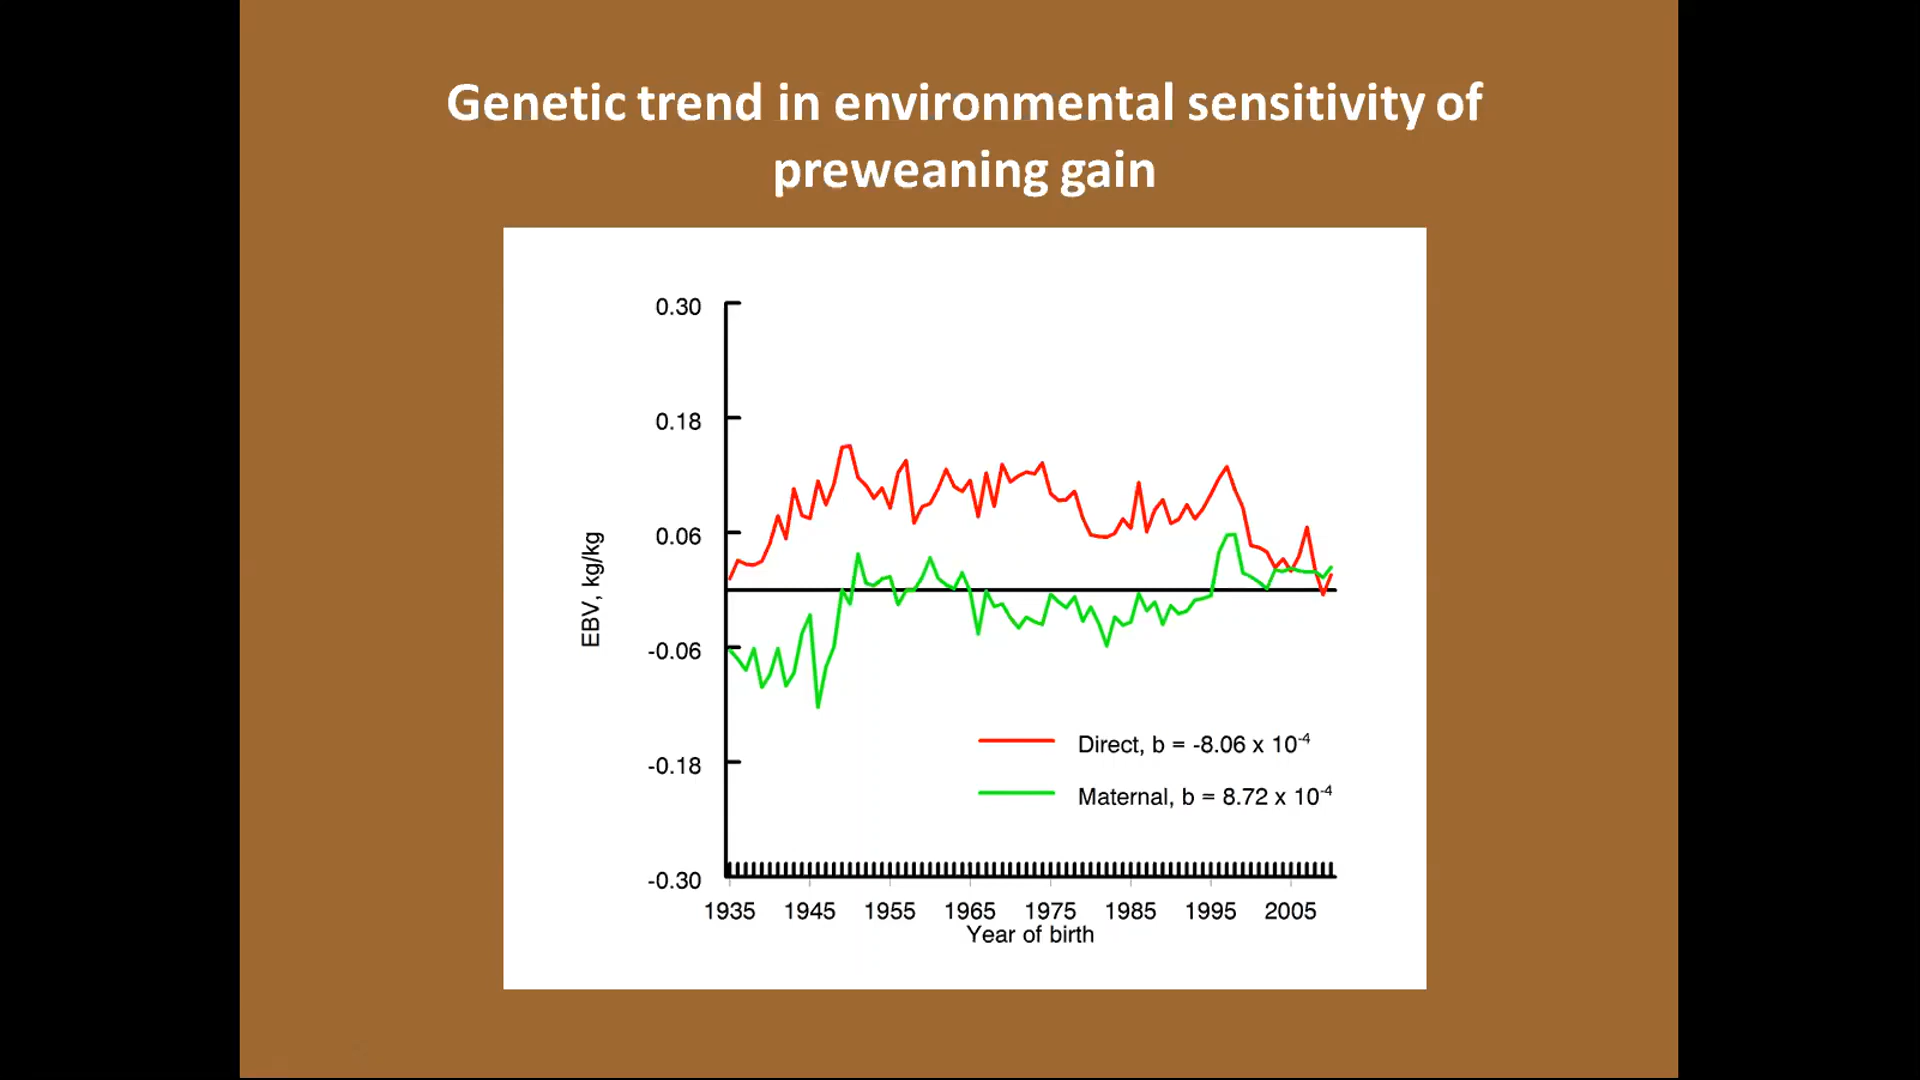 Genetic trend in environmental sensitivity of
preweaning gain
0.30
0.18
0.06
-0.06
-0.18
-0.30
EBV, kg/kg
Direct, b = -8.06 x 10-4
Maternal, b = 8.72 x 10-4
1935 1945 1955 1965 1975 1985 1995 2005
Year of birth